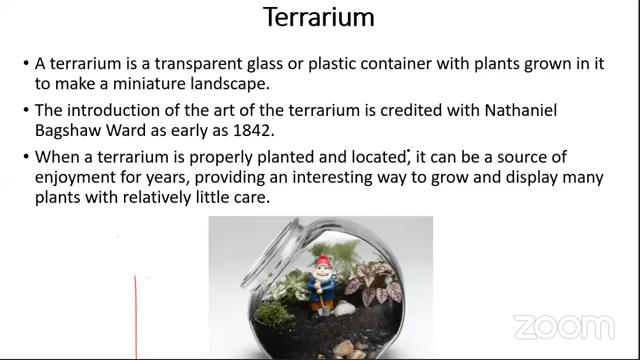 Terrarium
• A terrarium is a transparent glass or plastic container with plants grown in it
to make a miniature landscape.
• The introduction of the art of the terrarium is credited with Nathaniel
Bagshaw Ward as early as 1842.
• When a terrarium is properly planted and located, it can be a source of
enjoyment for years, providing an interesting way to grow and display many
plants with relatively little care.
zoom